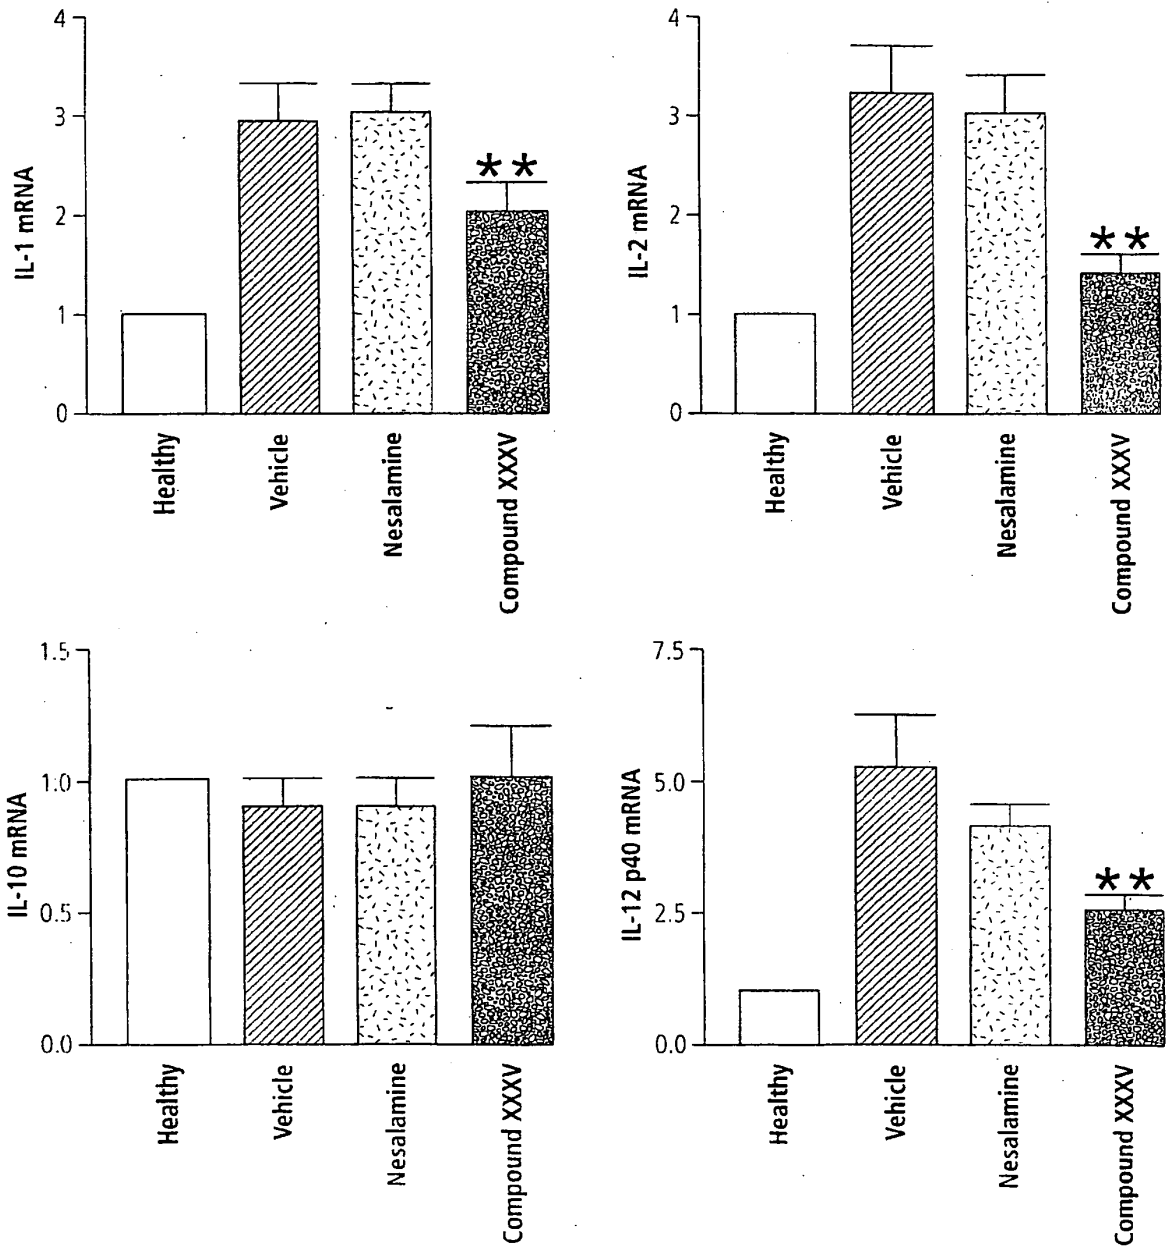 4
3
2
1
0
IL-1 mRNA
**
Healthy
Vehicle
Nesalamine
Compound XXXV
4
3
2
1
0
IL-2 mRNA
**
Healthy
Vehicle
Nesalamine
Compound XXXV
1.5
1.0
0.5
0.0
IL-10 mRNA
Healthy
Vehicle
Nesalamine
Compound XXXV
7.5
5.0
2.5
0.0
IL-12 p40 mRNA
**
Healthy
Vehicle
Nesalamine
Compound XXXV